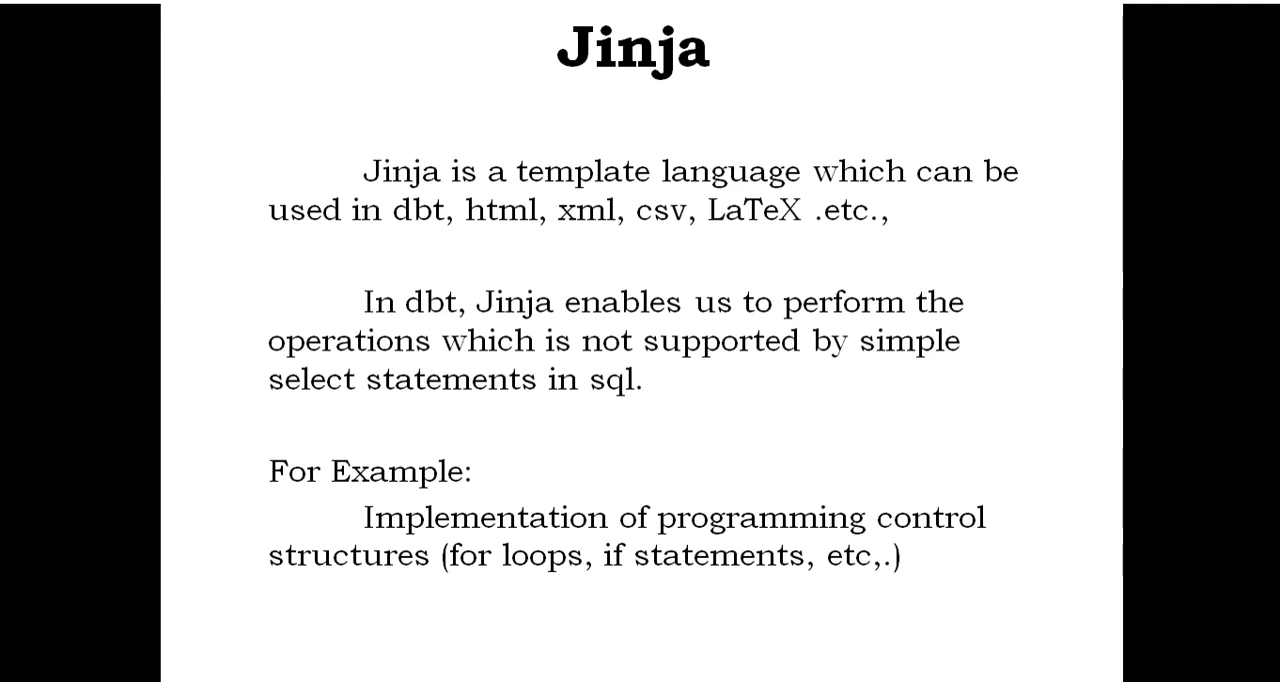 Jinja
Jinja is a template language which can be
used in dbt, html, xml, csv, LaTeX .etc.,
In dbt, Jinja enables us to perform the
operations which is not supported by simple
select statements in sql.
For Example:
Implementation of programming control
structures (for loops, if statements, etc,.)